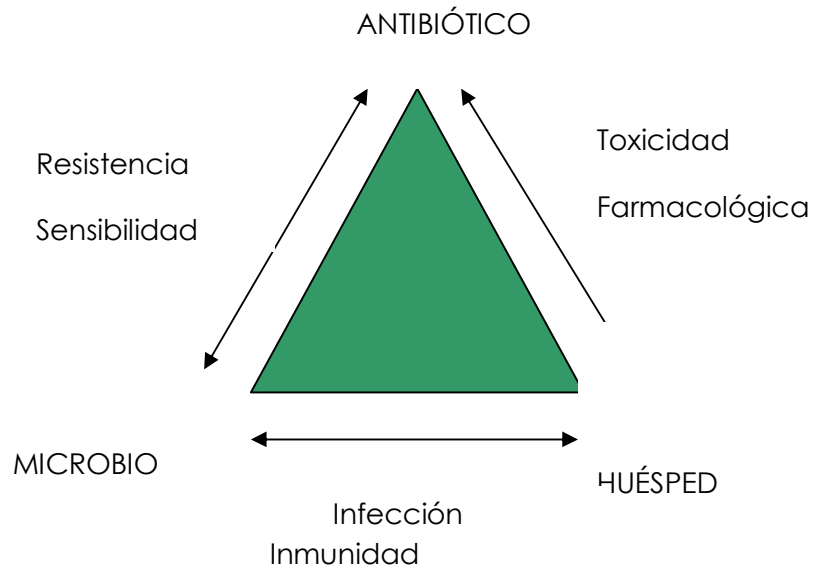 ANTIBIÓTICO
Resistencia
Sensibilidad
Toxicidad
Farmacológica
MICROBIO
HUÉSPED
Infección
Inmunidad